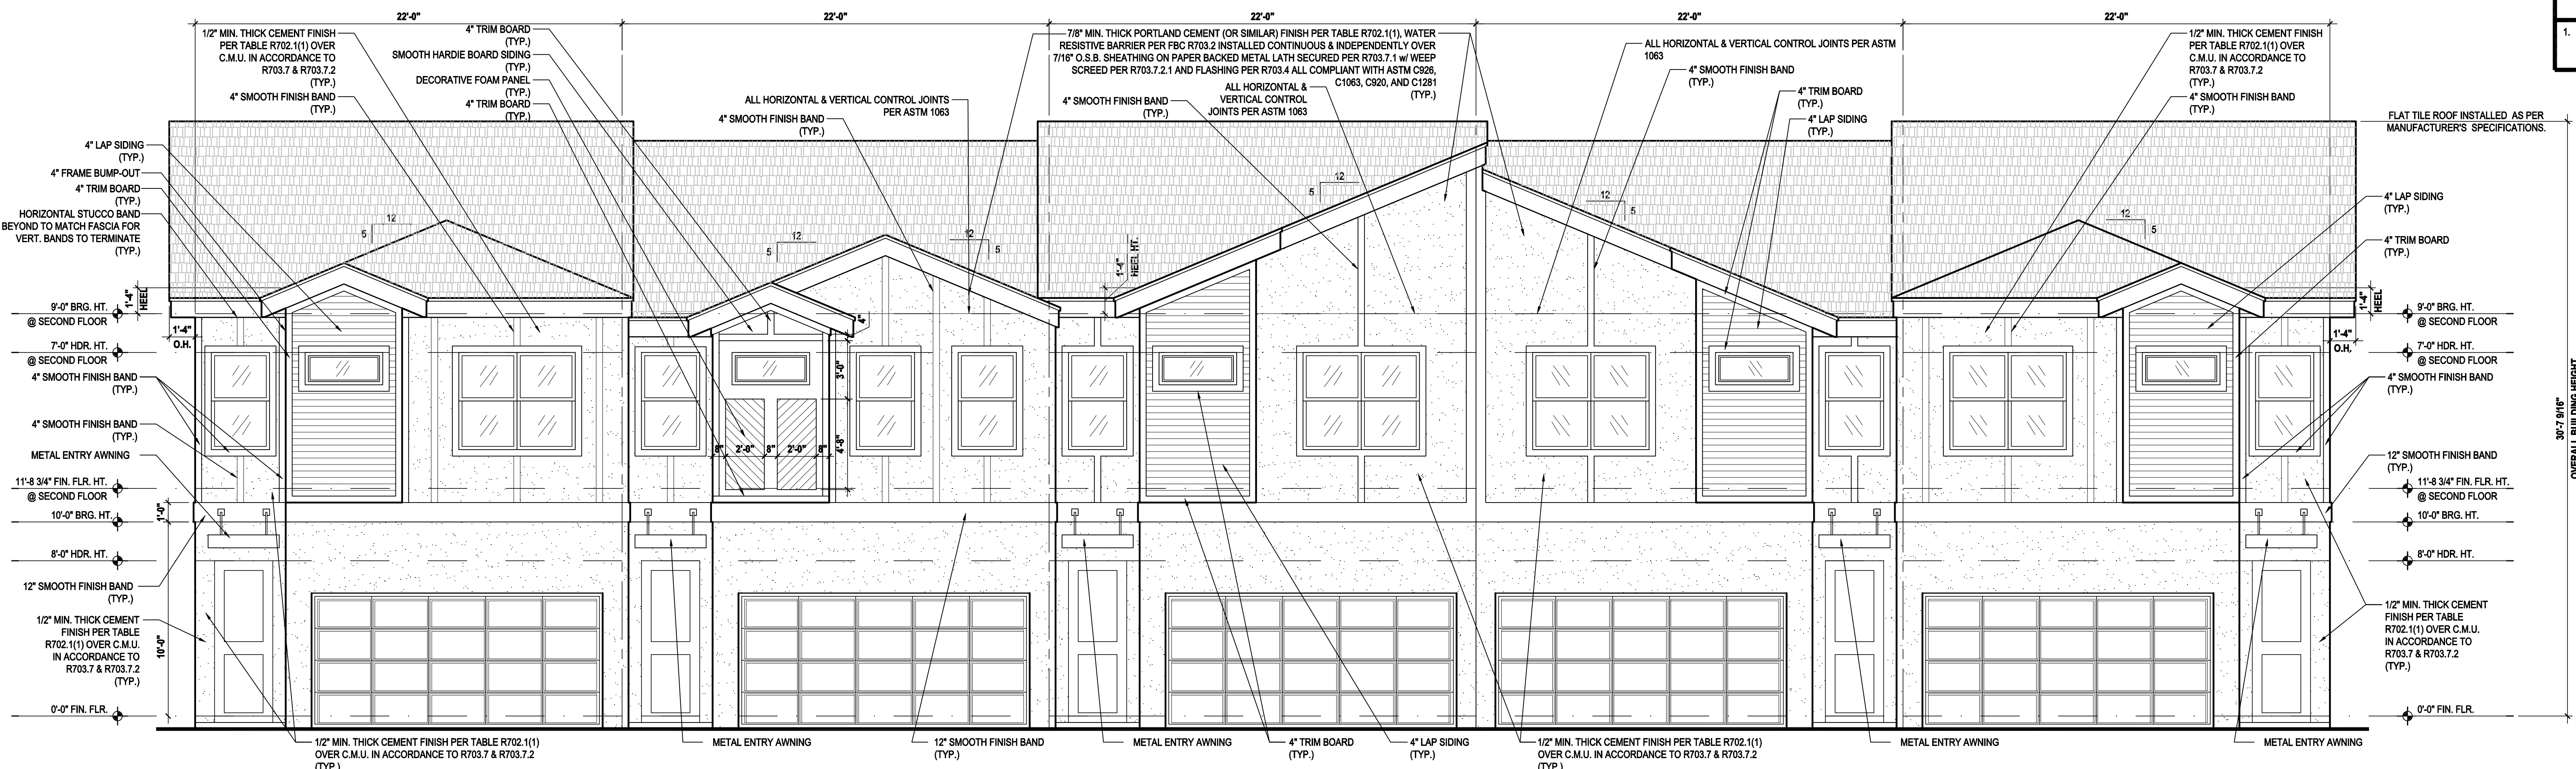 22'-0"
22'-0"
22'-0"
22'-0"
22'-0"
1.
1/2" MIN. THICK CEMENT FINISH
PER TABLE R702.1(1) OVER
C.M.U. IN ACCORDANCE TO
R703.7 & R703.7.2
(TYP.)
4" SMOOTH FINISH BAND
(TYP.)
4" TRIM BOARD
(TYP.)
SMOOTH HARDIE BOARD SIDING
(TYP.)
DECORATIVE FOAM PANEL
(TYP.)
4" TRIM BOARD
(TYP.)
ALL HORIZONTAL & VERTICAL CONTROL JOINTS
PER ASTM 1063
4" SMOOTH FINISH BAND
(TYP.)
7/8" MIN. THICK PORTLAND CEMENT (OR SIMILAR) FINISH PER TABLE R702.1(1), WATER
RESISTIVE BARRIER PER FBC R703.2 INSTALLED CONTINUOUS & INDEPENDENTLY OVER
7/16" O.S.B. SHEATHING ON PAPER BACKED METAL LATH SECURED PER R703.7.1 w/ WEEP
SCREED PER R703.7.2.1 AND FLASHING PER R703.4 ALL COMPLIANT WITH ASTM C926,
C1063, C920, AND C1281
(TYP.)
4" SMOOTH FINISH BAND
(TYP.)
ALL HORIZONTAL &
VERTICAL CONTROL
JOINTS PER ASTM 1063
ALL HORIZONTAL & VERTICAL CONTROL JOINTS PER ASTM
1063
4" SMOOTH FINISH BAND
(TYP.)
4" TRIM BOARD
(TYP.)
4" LAP SIDING
(TYP.)
1/2" MIN. THICK CEMENT FINISH
PER TABLE R702.1(1) OVER
C.M.U. IN ACCORDANCE TO
R703.7 & R703.7.2
(TYP.)
4" SMOOTH FINISH BAND
(TYP.)
FLAT TILE ROOF INSTALLED AS PER
MANUFACTURER'S SPECIFICATIONS.
4" LAP SIDING
(TYP.)
4" FRAME BUMP-OUT
4" TRIM BOARD
(TYP.)
HORIZONTAL STUCCO BAND
BEYOND TO MATCH FASCIA FOR
VERT. BANDS TO TERMINATE
(TYP.)
12
5
12
5
12
5
12
5
12
5
12
5
1'-4"
HEEL HT.
4" LAP SIDING
(TYP.)
4" TRIM BOARD
(TYP.)
1'-4"
HEEL
9'-0" BRG. HT.
@ SECOND FLOOR
1'-4"
O.H.
7'-0" HDR. HT.
@ SECOND FLOOR
4" SMOOTH FINISH BAND
(TYP.)
4" SMOOTH FINISH BAND
(TYP.)
METAL ENTRY AWNING
11'-8 3/4" FIN. FLR. HT.
@ SECOND FLOOR
1'-0"
10'-0" BRG. HT.
8'-0" HDR. HT.
12" SMOOTH FINISH BAND
(TYP.)
1/2" MIN. THICK CEMENT
FINISH PER TABLE
R702.1(1) OVER C.M.U.
IN ACCORDANCE TO
R703.7 & R703.7.2
(TYP.)
10'-0"
0'-0" FIN. FLR.
4"
3'-0"
4'-8"
8"
2'-0"
8"
2'-0"
8"
1'-4"
HEEL
9'-0" BRG. HT.
@ SECOND FLOOR
1'-4"
O.H.
7'-0" HDR. HT.
@ SECOND FLOOR
4" SMOOTH FINISH BAND
(TYP.)
12" SMOOTH FINISH BAND
(TYP.)
11'-8 3/4" FIN. FLR. HT.
@ SECOND FLOOR
10'-0" BRG. HT.
8'-0" HDR. HT.
1/2" MIN. THICK CEMENT
FINISH PER TABLE
R702.1(1) OVER C.M.U.
IN ACCORDANCE TO
R703.7 & R703.7.2
(TYP.)
0'-0" FIN. FLR.
30'-7 9/16"
OVERALL BUILDING HEIGHT
1/2" MIN. THICK CEMENT FINISH PER TABLE R702.1(1)
OVER C.M.U. IN ACCORDANCE TO R703.7 & R703.7.2
(TYP.)
METAL ENTRY AWNING
12" SMOOTH FINISH BAND
(TYP.)
METAL ENTRY AWNING
4" TRIM BOARD
(TYP.)
4" LAP SIDING
(TYP.)
1/2" MIN. THICK CEMENT FINISH PER TABLE R702.1(1)
OVER C.M.U. IN ACCORDANCE TO R703.7 & R703.7.2
(TYP.)
METAL ENTRY AWNING
METAL ENTRY AWNING